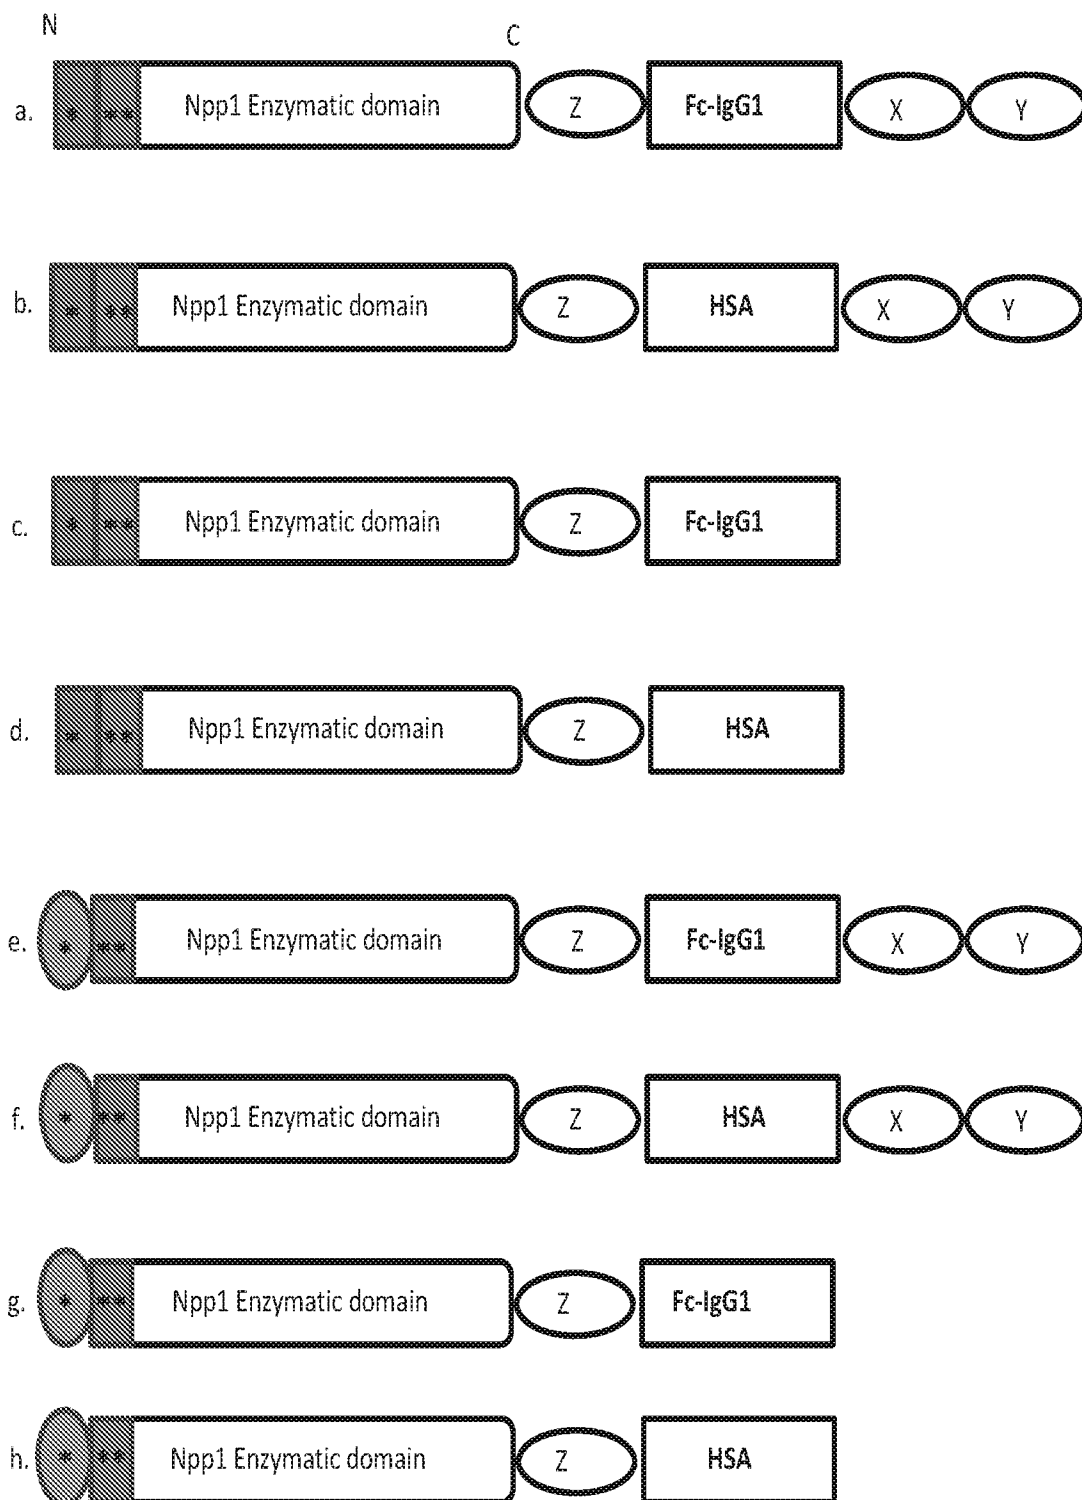 N
C
a. * ** Npp1 Enzymatic domain Z Fc-IgG1 X Y
b. * ** Npp1 Enzymatic domain Z HSA X Y
c. * ** Npp1 Enzymatic domain Z Fc-IgG1
d. * ** Npp1 Enzymatic domain Z HSA
e. * ** Npp1 Enzymatic domain Z Fc-IgG1 X Y
f. * ** Npp1 Enzymatic domain Z HSA X Y
g. * ** Npp1 Enzymatic domain Z Fc-IgG1
h. * ** Npp1 Enzymatic domain Z HSA